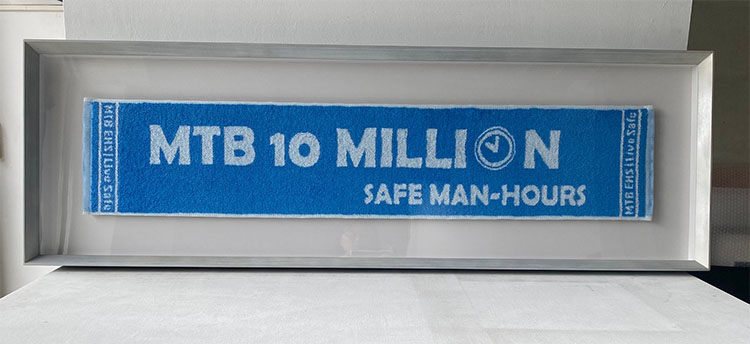 MTB EHS i Live Safe
MTB 10 MILLION
SAFE MAN-HOURS
MTB EHS i Live Safe